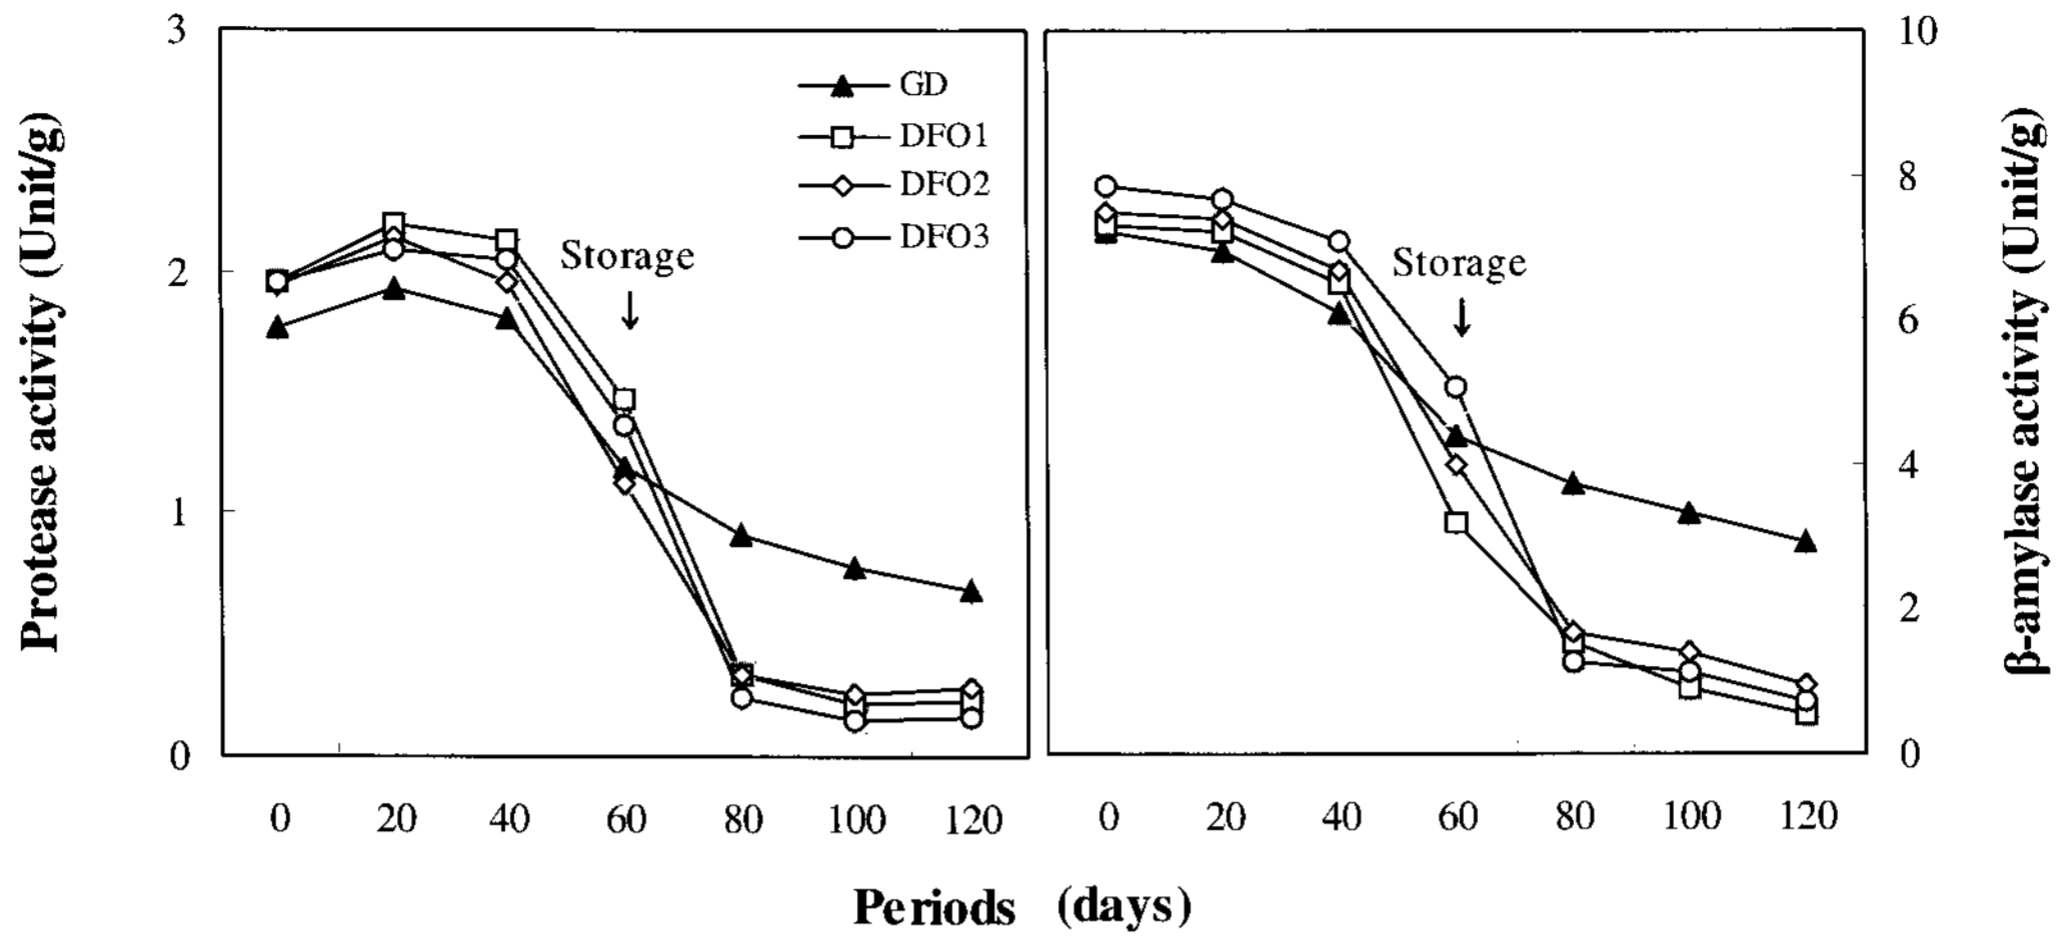 Protease activity (Unit/g)
3
2
1
0
GD
DFO1
DFO2
DFO3
Storage
0 20 40 60 80 100 120
Storage
0 20 40 60 80 100 120
10
8
6
4
2
0
β-amylase activity (Unit/g)
Periods (days)